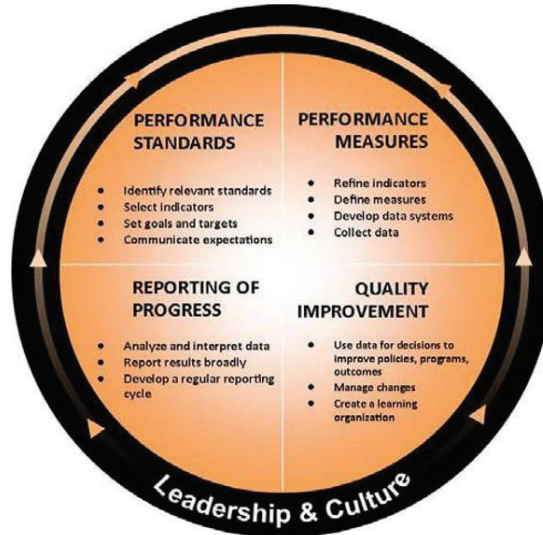 PERFORMANCE
STANDARDS
• Identify relevant standards
• Select indicators
• Set goals and targets
• Communicate expectations
PERFORMANCE
MEASURES
• Refine indicators
• Define measures
• Develop data systems
• Collect data
REPORTING OF
PROGRESS
• Analyze and interpret data
• Report results broadly
• Develop a regular reporting
cycle
QUALITY
IMPROVEMENT
• Use data for decisions to
improve policies, programs,
outcomes
• Manage changes
• Create a learning
organization
Leadership & Culture